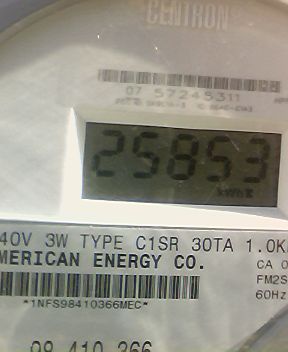 CENTRON
07 57245311
25853
kWh
40V 3W TYPE C1SR 30TA 1.0K
MERICAN ENERGY CO.
CA 0
FM2S
60Hz
*1NFS98410366MEC*
98 410 366